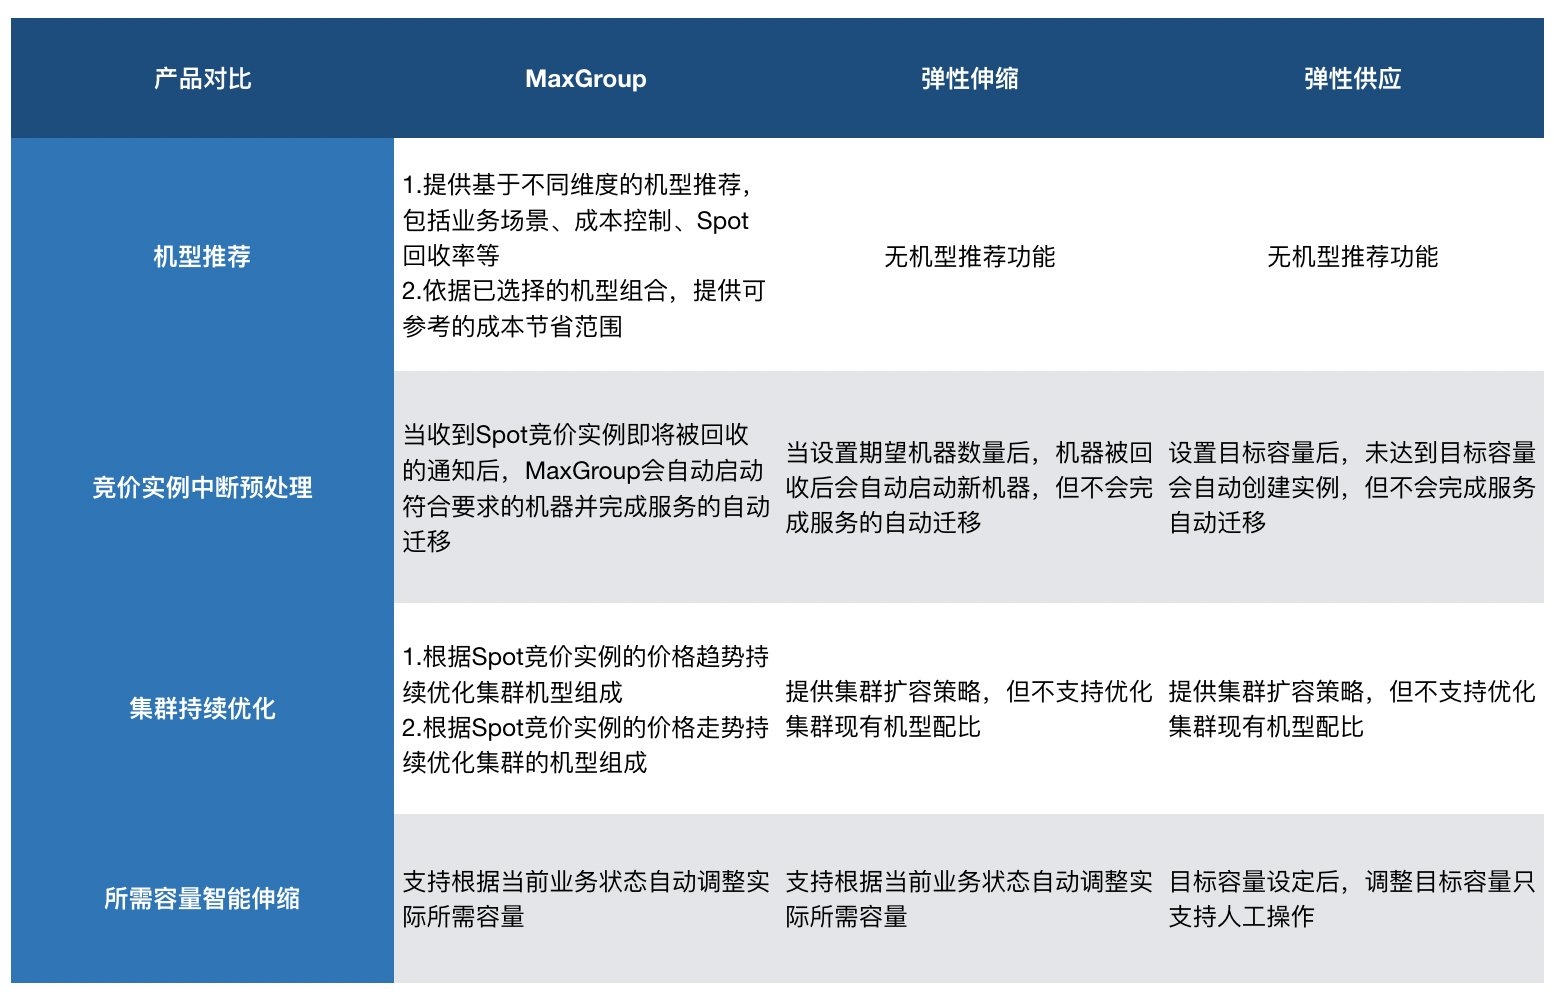 产品对比
MaxGroup
弹性伸缩
弹性供应
机型推荐
1.提供基于不同维度的机型推荐，
包括业务场景、成本控制、Spot
回收率等
2.依据已选择的机型组合，提供可
参考的成本节省范围
无机型推荐功能
无机型推荐功能
竞价实例中断预处理
当收到Spot竞价实例即将被回收
的通知后，MaxGroup会自动启动
符合要求的机器并完成服务的自动
迁移
当设置期望机器数量后，机器被回
收后会自动启动新机器，但不会完
成服务的自动迁移
设置目标容量后，未达到目标容量
会自动创建实例，但不会完成服务
自动迁移
集群持续优化
1.根据Spot竞价实例的价格趋势持
续优化集群机型组成
2.根据Spot竞价实例的价格走势持
续优化集群的机型组成
提供集群扩容策略，但不支持优化
集群现有机型配比
提供集群扩容策略，但不支持优化
集群现有机型配比
所需容量智能伸缩
支持根据当前业务状态自动调整实
际所需容量
支持根据当前业务状态自动调整实
际所需容量
目标容量设定后，调整目标容量只
支持人工操作